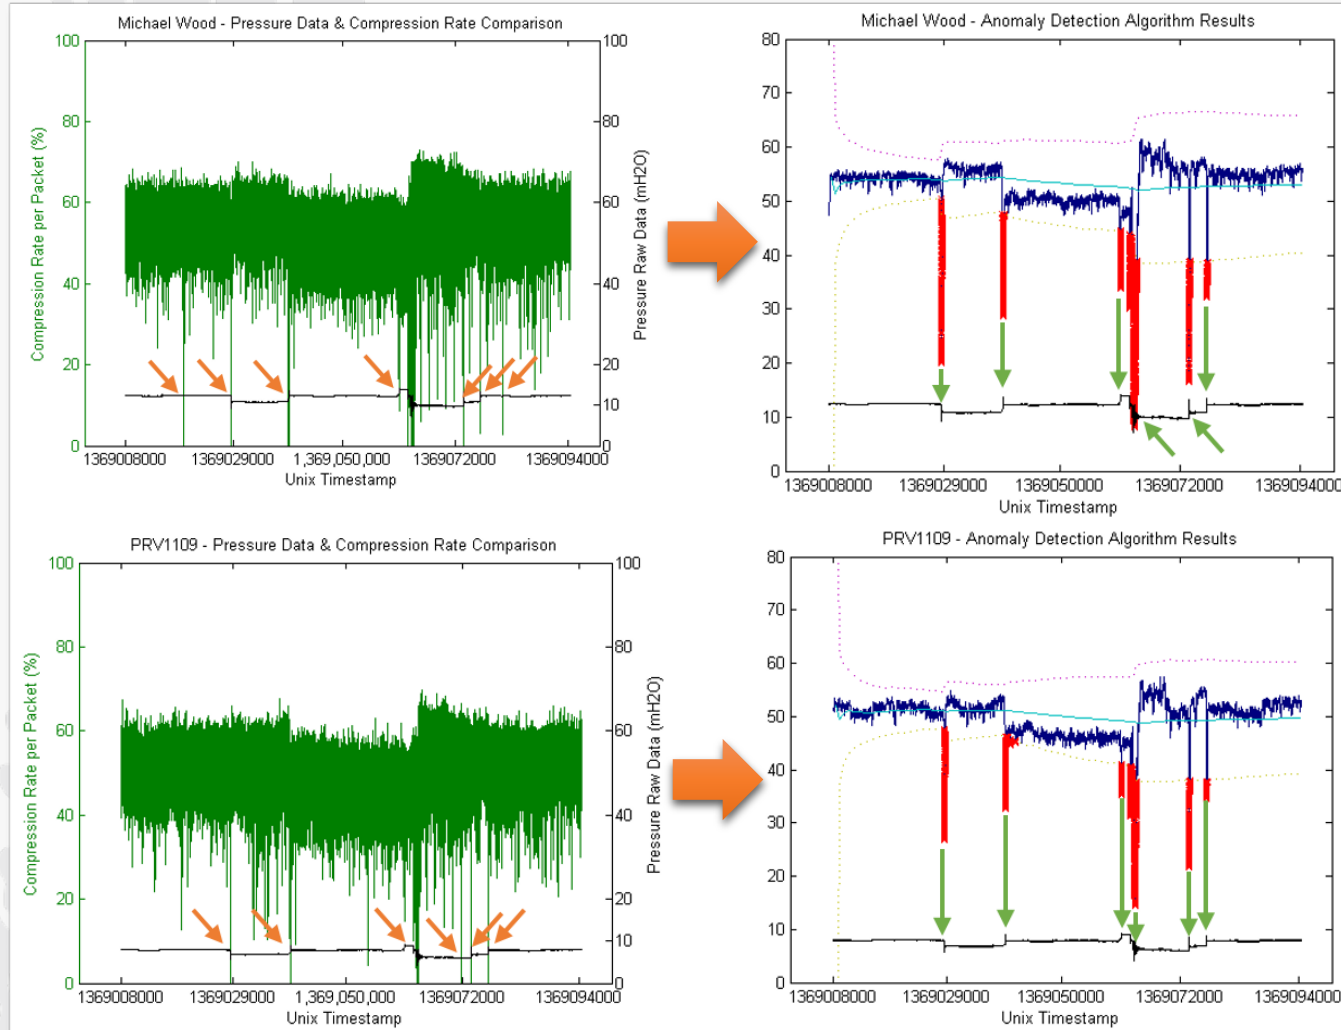 Michael Wood - Pressure Data & Compression Rate Comparison
100
80
60
40
20
0
Compression Rate per Packet (%)
100
80
60
40
20
10
0
Pressure Raw Data (mH2O)
1369008000 1369029000 1,369,050,000 1369072000 1369094000
Unix Timestamp
Michael Wood - Anomaly Detection Algorithm Results
80
70
60
50
40
30
20
10
0
1369008000 1369029000 1369050000 1369072000 1369094000
Unix Timestamp
PRV1109 - Pressure Data & Compression Rate Comparison
100
80
60
40
20
0
Compression Rate per Packet (%)
100
80
60
40
20
10
0
Pressure Raw Data (mH2O)
1369008000 1369029000 1,369,050,000 1369072000 1369094000
Unix Timestamp
PRV1109 - Anomaly Detection Algorithm Results
80
70
60
50
40
30
20
10
0
1369008000 1369029000 1369050000 1369072000 1369094000
Unix Timestamp